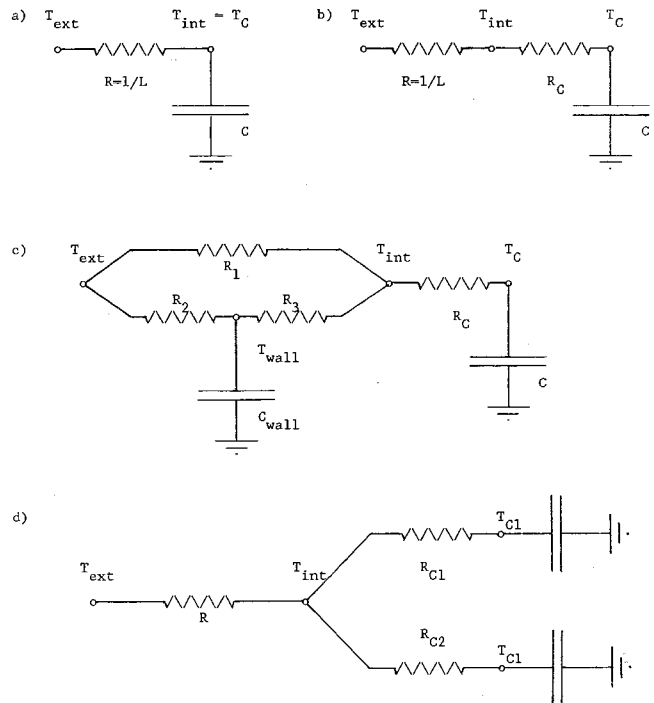 a) T_ext T_int = T_C
R=1/L
C
b) T_ext T_int T_C
R=1/L R_C
C
c) T_ext T_int T_C
R_1
R_2 R_3
R_C
T_wall
C
C_wall
d)
T_C1
T_ext T_int
R_C1
R
R_C2 T_C1